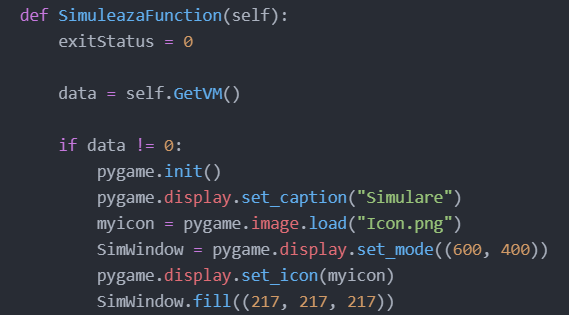 def SimuleazaFunction(self):
    exitStatus = 0

    data = self.GetVM()

    if data != 0:
        pygame.init()
        pygame.display.set_caption("Simulare")
        myicon = pygame.image.load("Icon.png")
        SimWindow = pygame.display.set_mode((600, 400))
        pygame.display.set_icon(myicon)
        SimWindow.fill((217, 217, 217))